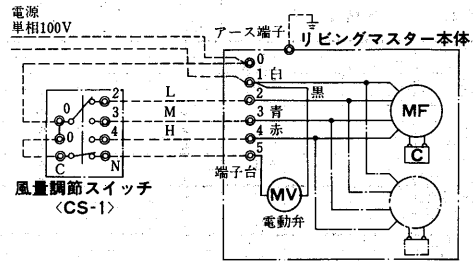 電源
単相100V
アース端子
リビングマスター本体
0
1 白
黒
2 L 2
0
3 M 3 青
MF
0
4 H 4 赤
C
5
C N
端子台
風量調節スイッチ
<CS-1>
MV
電動弁